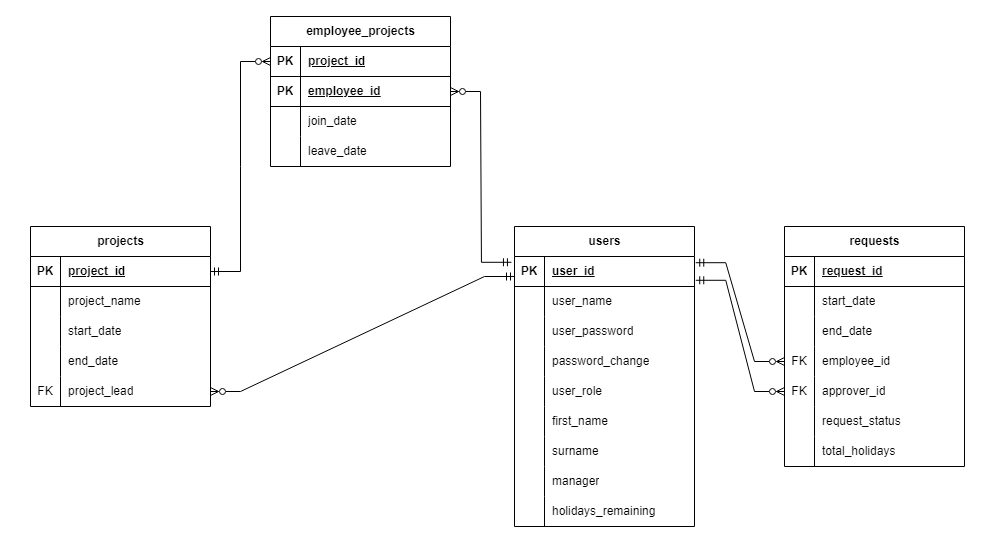 employee_projects
PK project_id
PK employee_id
join_date
leave_date
projects
PK project_id
project_name
start_date
end_date
FK project_lead
users
PK user_id
user_name
user_password
password_change
user_role
first_name
surname
manager
holidays_remaining
requests
PK request_id
start_date
end_date
FK employee_id
FK approver_id
request_status
total_holidays